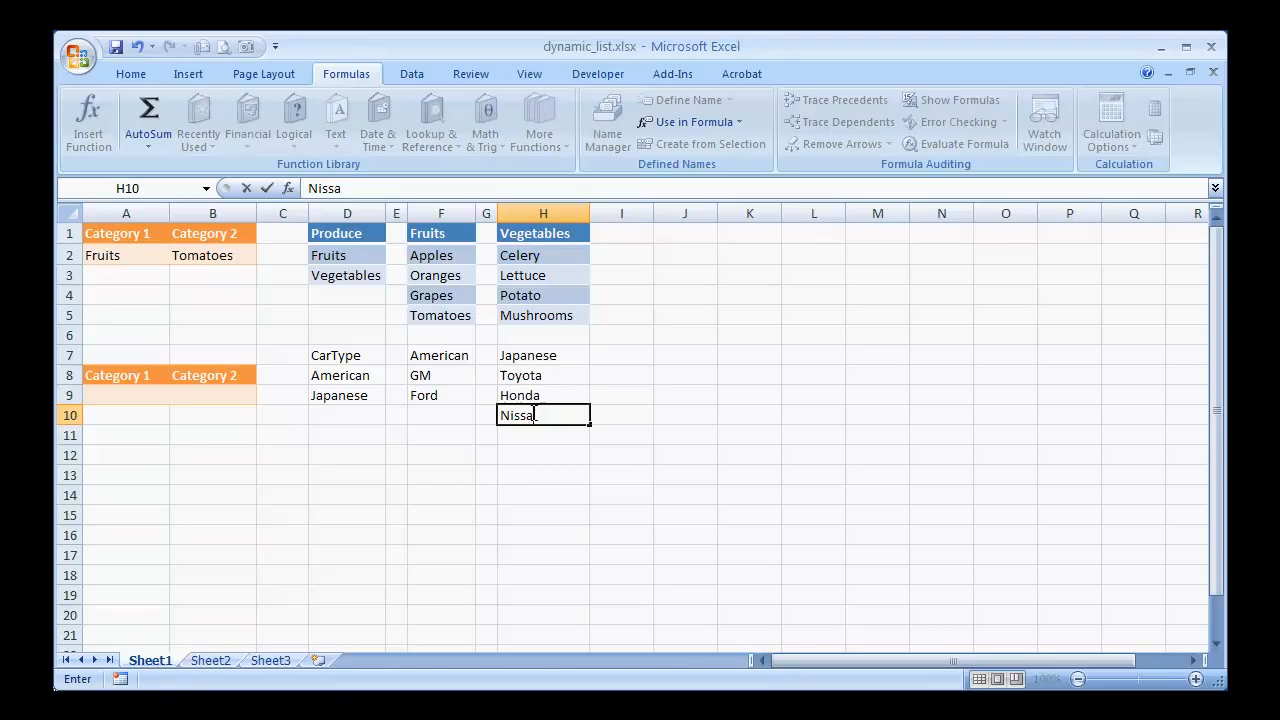 dynamic_list.xlsx - Microsoft Excel
Home Insert Page Layout Formulas Data Review View Developer Add-Ins Acrobat
fx Insert Function
Σ AutoSum
Recently Used
Financial
Logical
Text
Date & Time
Lookup & Reference
Math & Trig
More Functions
Function Library
Name Manager
Define Name
Use in Formula
Create from Selection
Defined Names
Trace Precedents
Trace Dependents
Remove Arrows
Show Formulas
Error Checking
Evaluate Formula
Formula Auditing
Watch Window
Calculation Options
Calculation
H10 fx Nissa
A B C D E F G H I J K L M N O P Q R
1 Category 1 Category 2 Produce Fruits Vegetables
2 Fruits Tomatoes Fruits Apples Celery
3 Vegetables Oranges Lettuce
4 Grapes Potato
5 Tomatoes Mushrooms
6
7 CarType American Japanese
8 Category 1 Category 2 American GM Toyota
9 Japanese Ford Honda
10 Nissa
11
12
13
14
15
16
17
18
19
20
21
Sheet1 Sheet2 Sheet3
Enter 100%